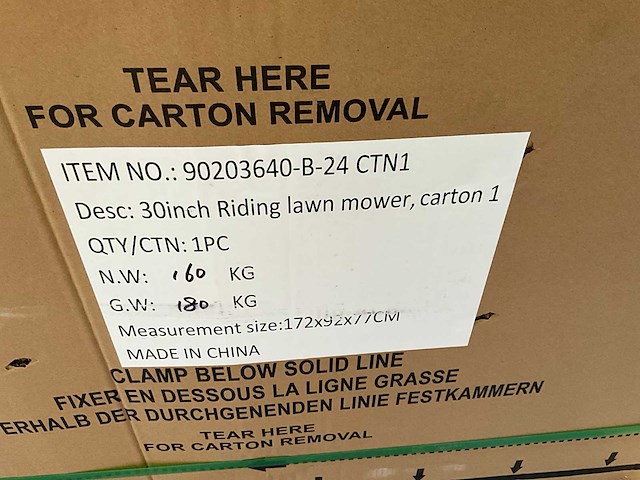 TEAR HERE
FOR CARTON REMOVAL
ITEM NO.: 90203640-B-24 CTN1
Desc: 30inch Riding lawn mower, carton 1
QTY/CTN: 1PC
N.W: 160 KG
G.W: 180 KG
Measurement size:172x92x77CM
MADE IN CHINA
CLAMP BELOW SOLID LINE
FIXER EN DESSOUS LA LIGNE GRASSE
ERHALB DER DURCHGENENDEN LINIE FESTKAMMERN
TEAR HERE
FOR CARTON REMOVAL